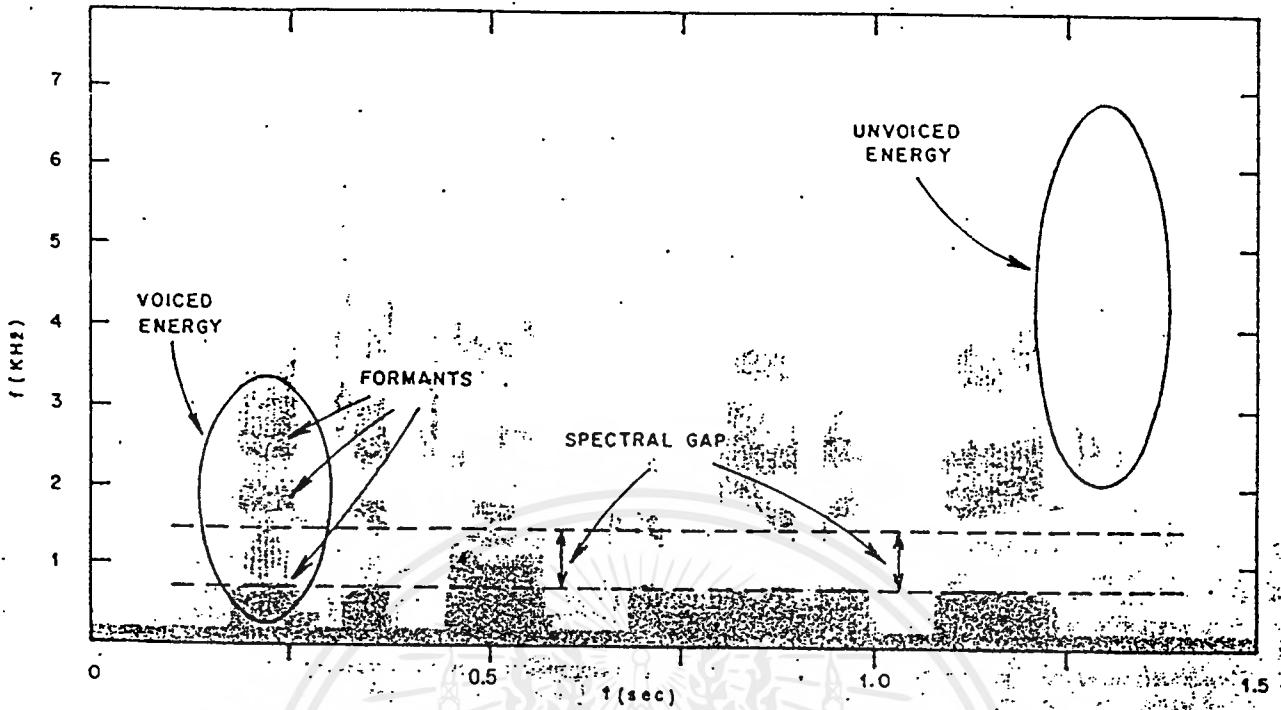 7
6
5
4
3
2
1
f (KHZ)
UNVOICED
ENERGY
VOICED
ENERGY
FORMANTS
SPECTRAL GAP
0
0.5
1.0
1.5
t (sec)